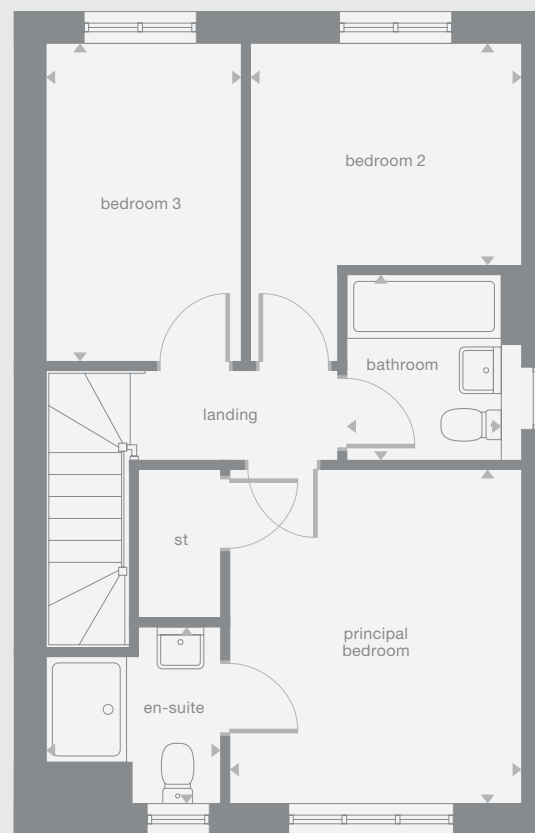 bedroom 2
bedroom 3
bathroom
landing
st
principal
bedroom
en-suite